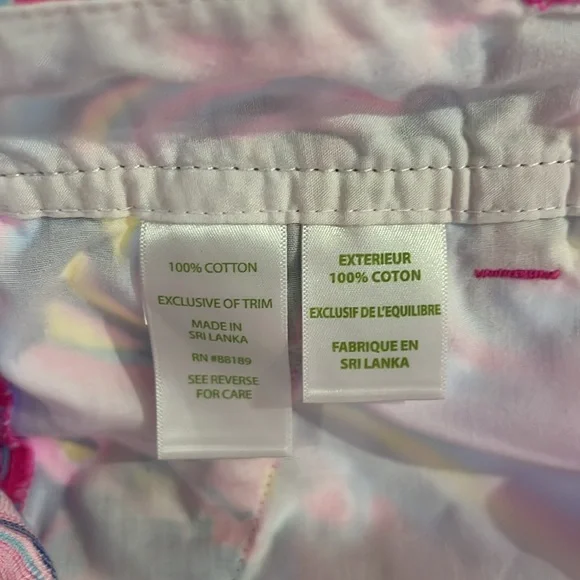 100% COTTON
EXCLUSIVE OF TRIM
MADE IN
SRI LANKA
RN #88189
SEE REVERSE
FOR CARE
EXTERIEUR
100% COTON
EXCLUSIF DE L'EQUILIBRE
FABRIQUE EN
SRI LANKA